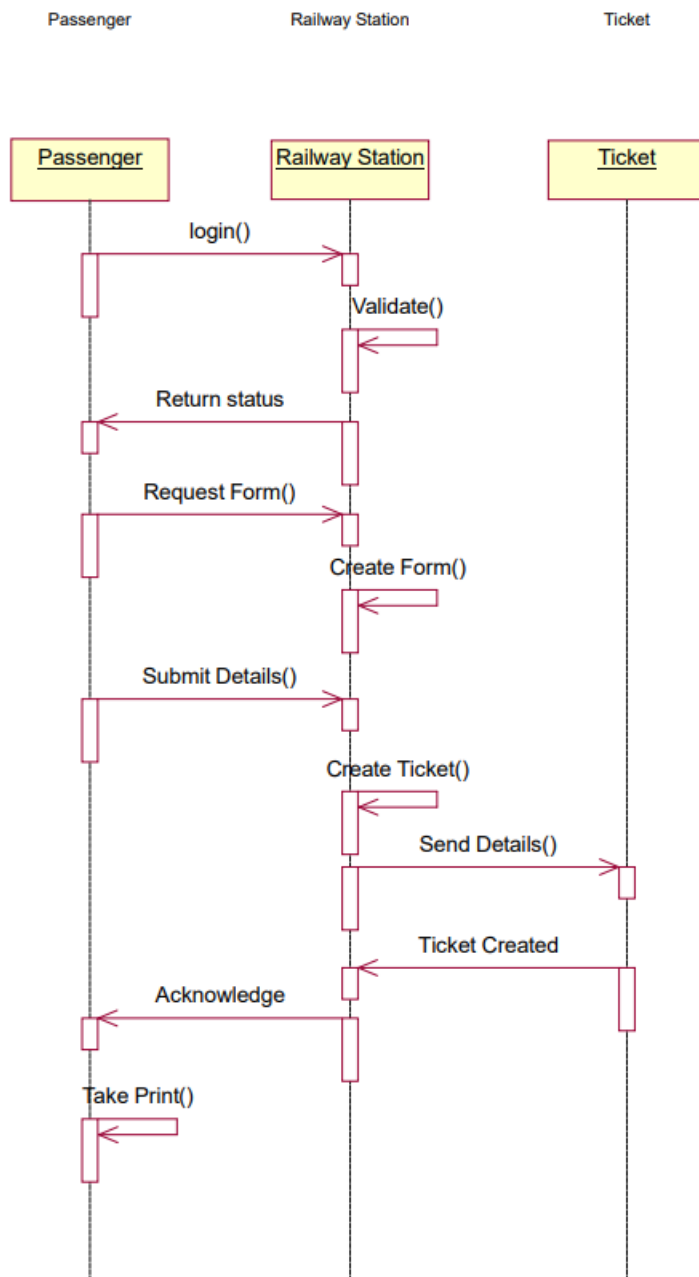 Passenger
Railway Station
Ticket
Passenger
Railway Station
Ticket
login()
Validate()
Return status
Request Form()
Create Form()
Submit Details()
Create Ticket()
Send Details()
Ticket Created
Acknowledge
Take Print()